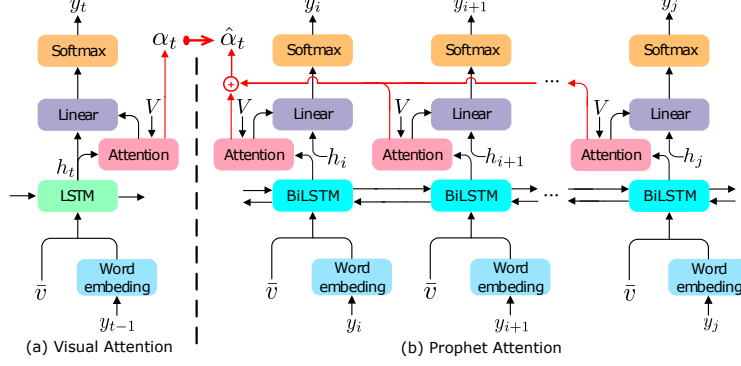 y_t y_i y_{i+1} y_j
α_t α̂_t
Softmax Softmax Softmax Softmax
V V V V
Linear Linear Linear Linear
Attention Attention Attention Attention
h_t h_i h_{i+1} h_j
...
LSTM BiLSTM BiLSTM ... BiLSTM
v̄ v̄ v̄ v̄
Word Word Word Word
embeding embeding embeding embeding
y_{t−1} y_i y_{i+1} y_j
(a) Visual Attention (b) Prophet Attention